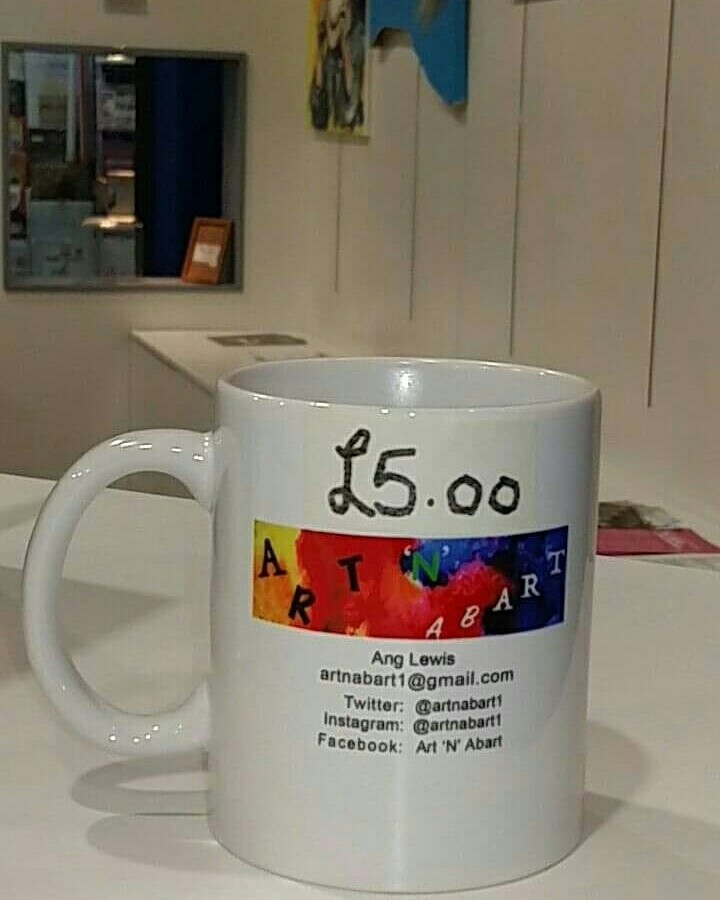 £5.00
ART 'N' ABART
Ang Lewis
artnabart1@gmail.com
Twitter: @artnabart1
Instagram: @artnabart1
Facebook: Art 'N' Abart